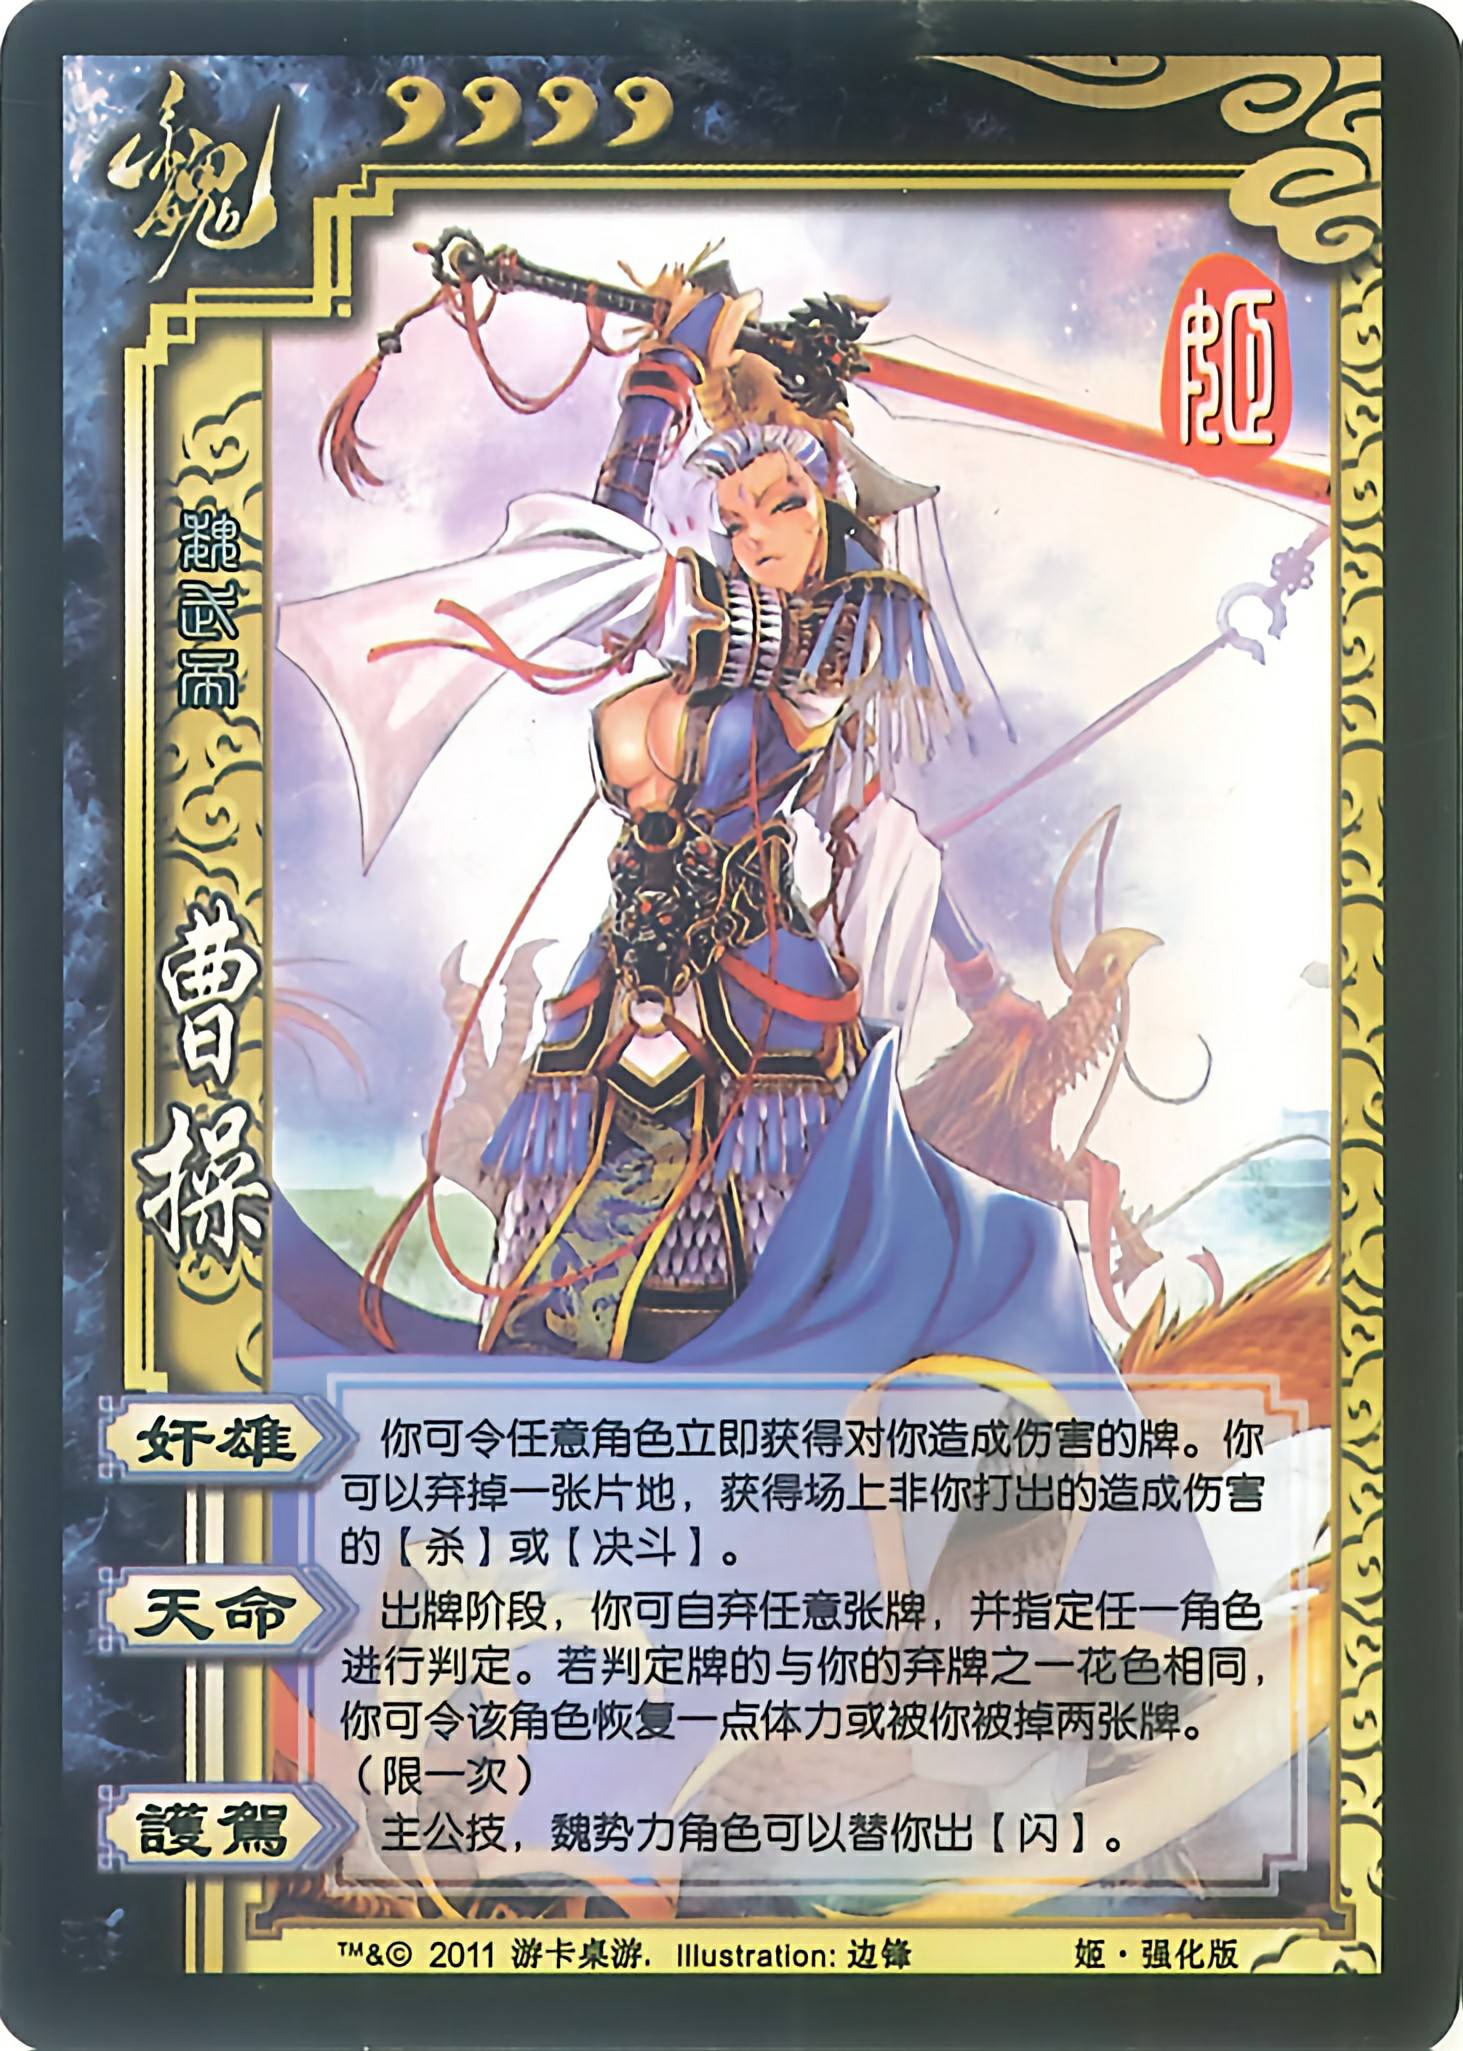 魏
姬
魏武帝
曹操
奸雄
你可令任意角色立即获得对你造成伤害的牌。你
可以弃掉一张片地，获得场上非你打出的造成伤害
的【杀】或【决斗】。
天命
出牌阶段，你可自弃任意张牌，并指定任一角色
进行判定。若判定牌的与你的弃牌之一花色相同，
你可令该角色恢复一点体力或被你被掉两张牌。
（限一次）
護駕
主公技，魏势力角色可以替你出【闪】。
™&© 2011 游卡桌游. Illustration: 边锋
姬·强化版